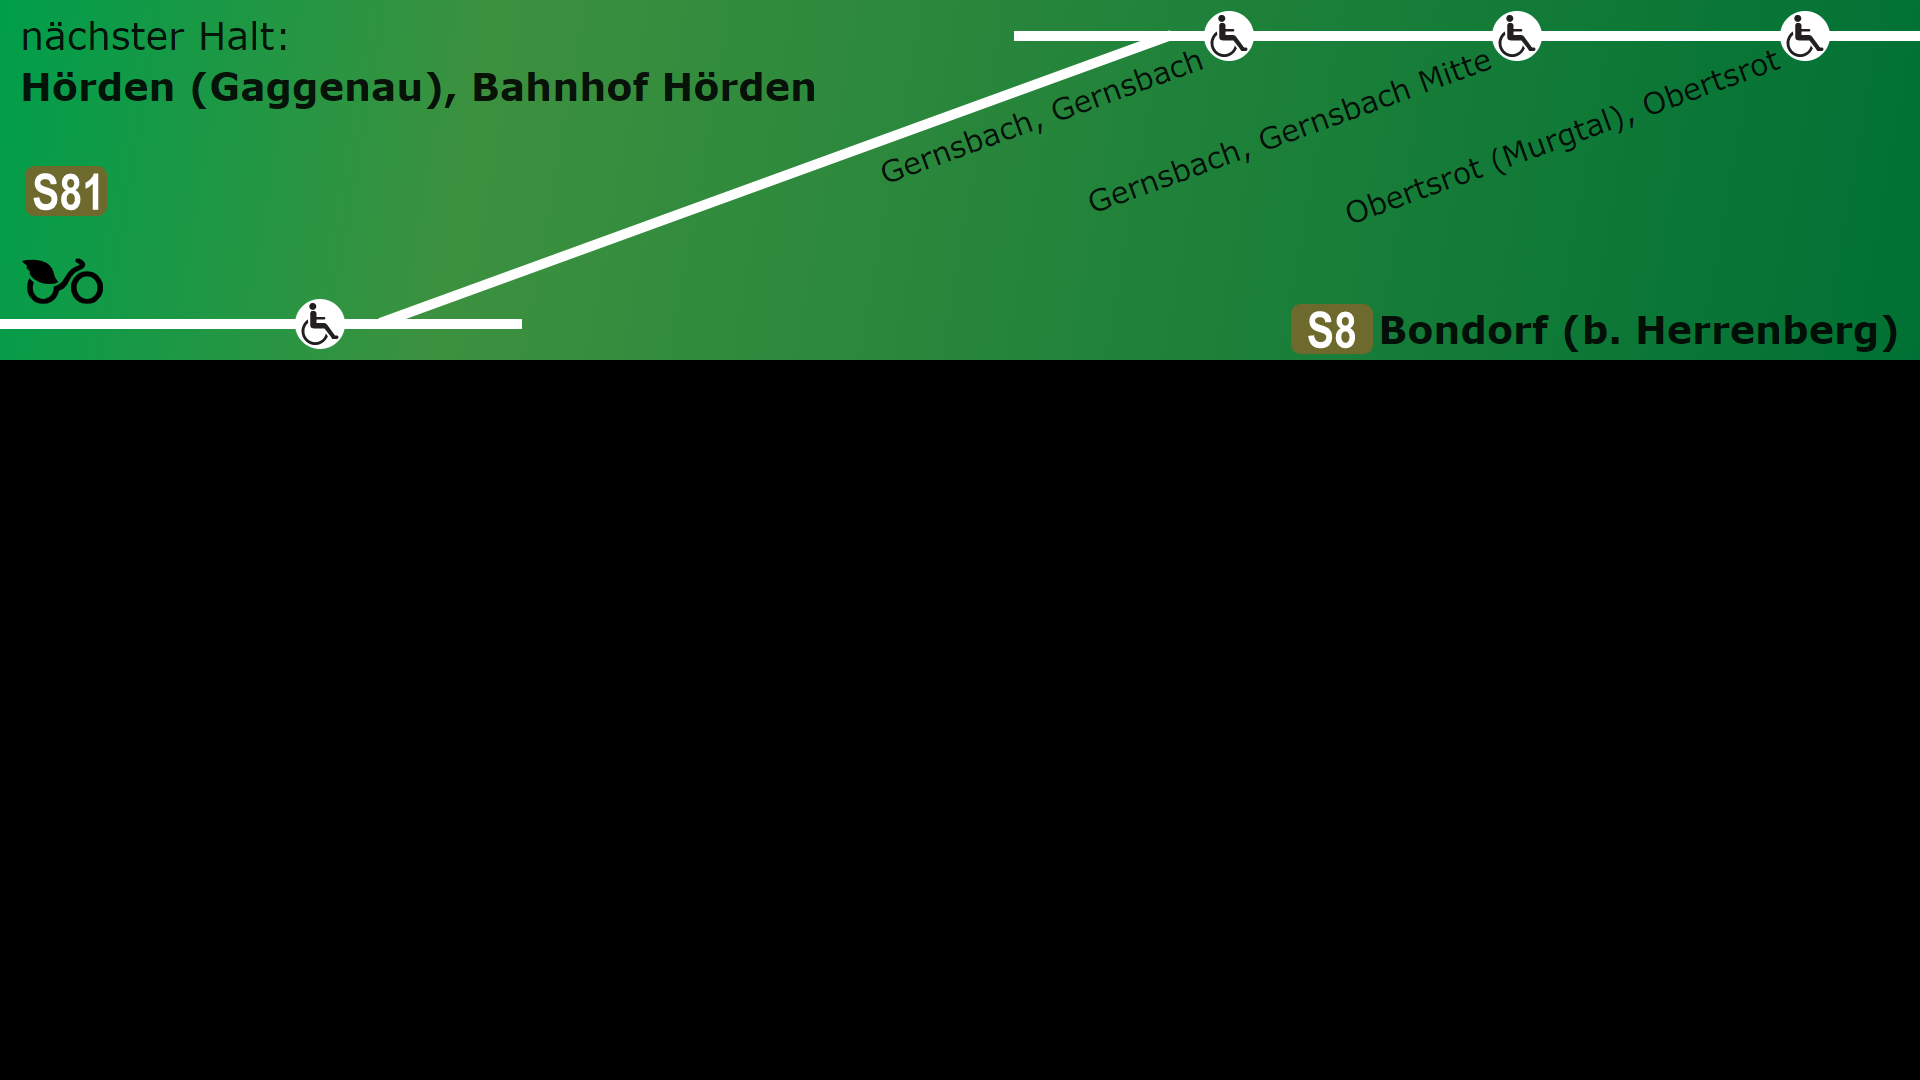 nächster Halt:
Hörden (Gaggenau), Bahnhof Hörden
S81
Gernsbach, Gernsbach
Gernsbach, Gernsbach Mitte
Obertsrot (Murgtal), Obertsrot
S8 Bondorf (b. Herrenberg)